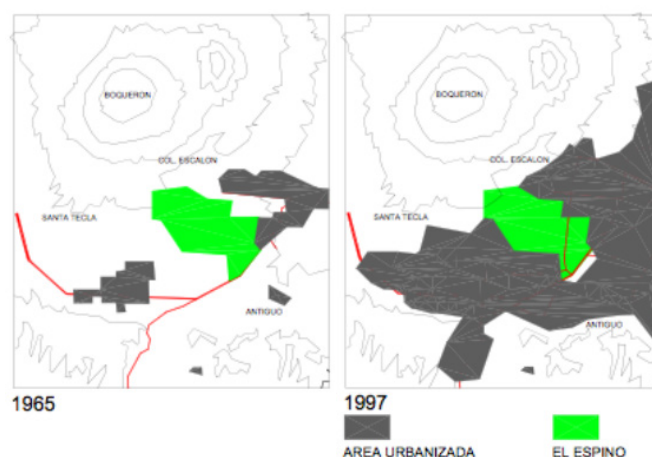 BOQUERON
COL. ESCALON
SANTA TECLA
ANTIGUO
1965
BOQUERON
COL. ESCALON
SANTA TECLA
ANTIGUO
1997
AREA URBANIZADA
EL ESPINO